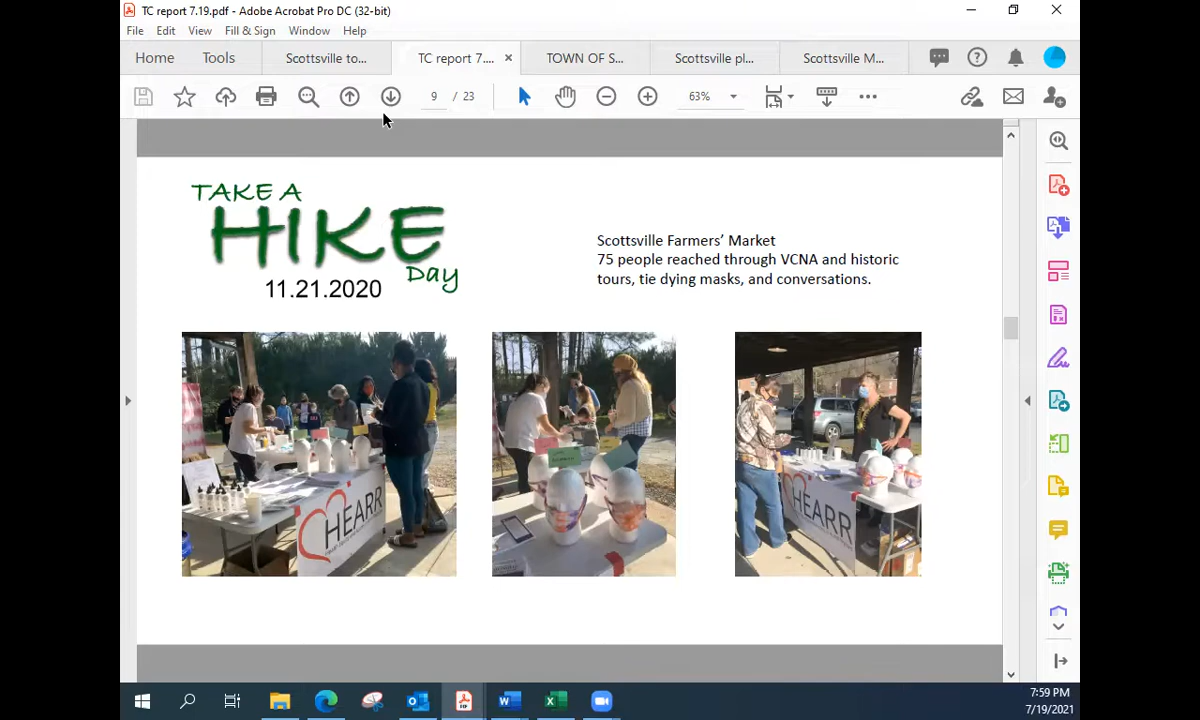 TC report 7.19.pdf - Adobe Acrobat Pro DC (32-bit)
File Edit View Fill & Sign Window Help
Home Tools Scottsville to... TC report 7.... TOWN OF S... Scottsville pl... Scottsville M...
9 / 23 63%
TAKE A
HIKE
Day
11.21.2020
Scottsville Farmers’ Market
75 people reached through VCNA and historic
tours, tie dying masks, and conversations.
HEARR
HEARR
7:59 PM
7/19/2021